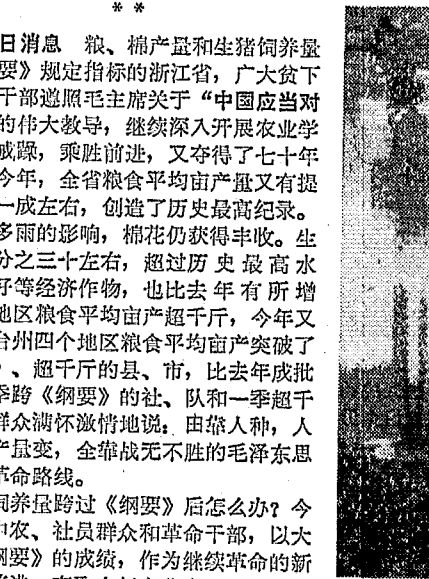 * *
日消息 粮、棉产量和生猪饲养量
要》规定指标的浙江省，广大贫下
干部遵照毛主席关于“中国应当对
的伟大教导，继续深入开展农业学
戒躁，乘胜前进，又夺得了七十年
今年，全省粮食平均亩产量又有提
一成左右，创造了历史最高纪录。
多雨的影响，棉花仍获得丰收。生
分之三十左右，超过历史最高水
等经济作物，也比去年有所增
地区粮食平均亩产超千斤，今年又
台州四个地区粮食平均亩产突破了
、超千斤的县、市，比去年成批
季跨《纲要》的社、队和一季超千
群众满怀激情地说：由靠人种，人
产量变，全靠战无不胜的毛泽东思
革命路线。
饲养量跨过《纲要》后怎么办？今
中农、社员群众和革命干部，以大
纲要》的成绩，作为继续革命的新